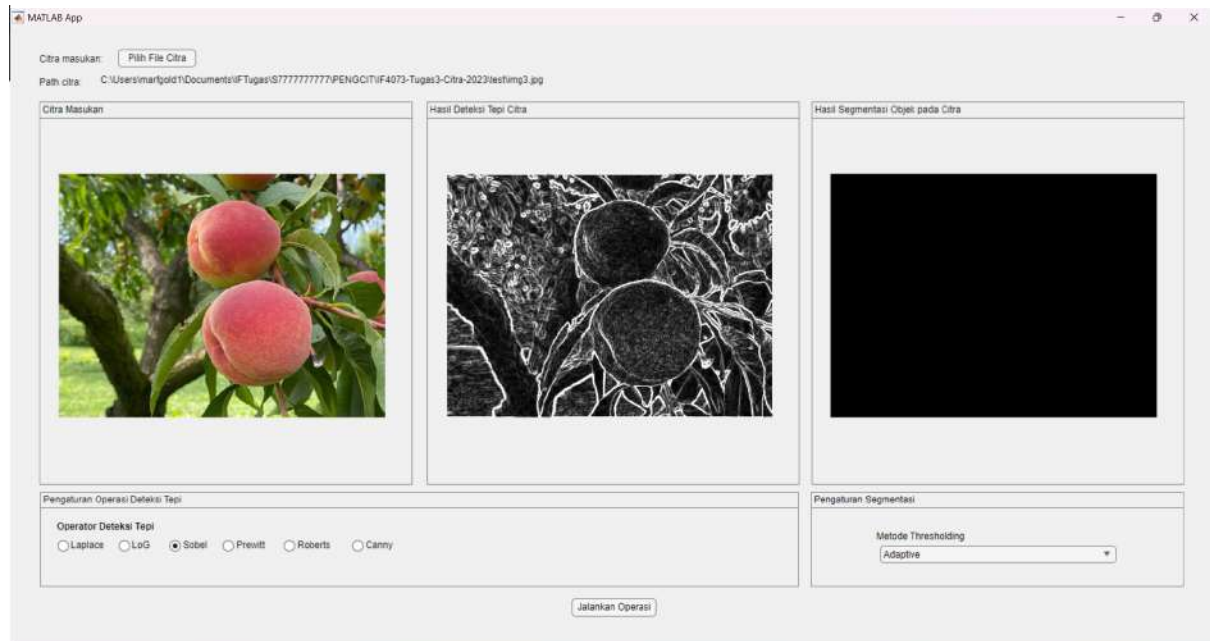 MATLAB App
Citra masukan: Pilih File Citra
Path citra: C:\Users\marfgold1\Documents\IFTugas\S7777777777\PENGCIT\IF4073-Tugas3-Citra-2023\test\img3.jpg
Citra Masukan
Hasil Deteksi Tepi Citra
Hasil Segmentasi Objek pada Citra
Pengaturan Operasi Deteksi Tepi
Pengaturan Segmentasi
Operator Deteksi Tepi
Laplace LoG Sobel Prewitt Roberts Canny
Metode Thresholding
Adaptive
Jalankan Operasi